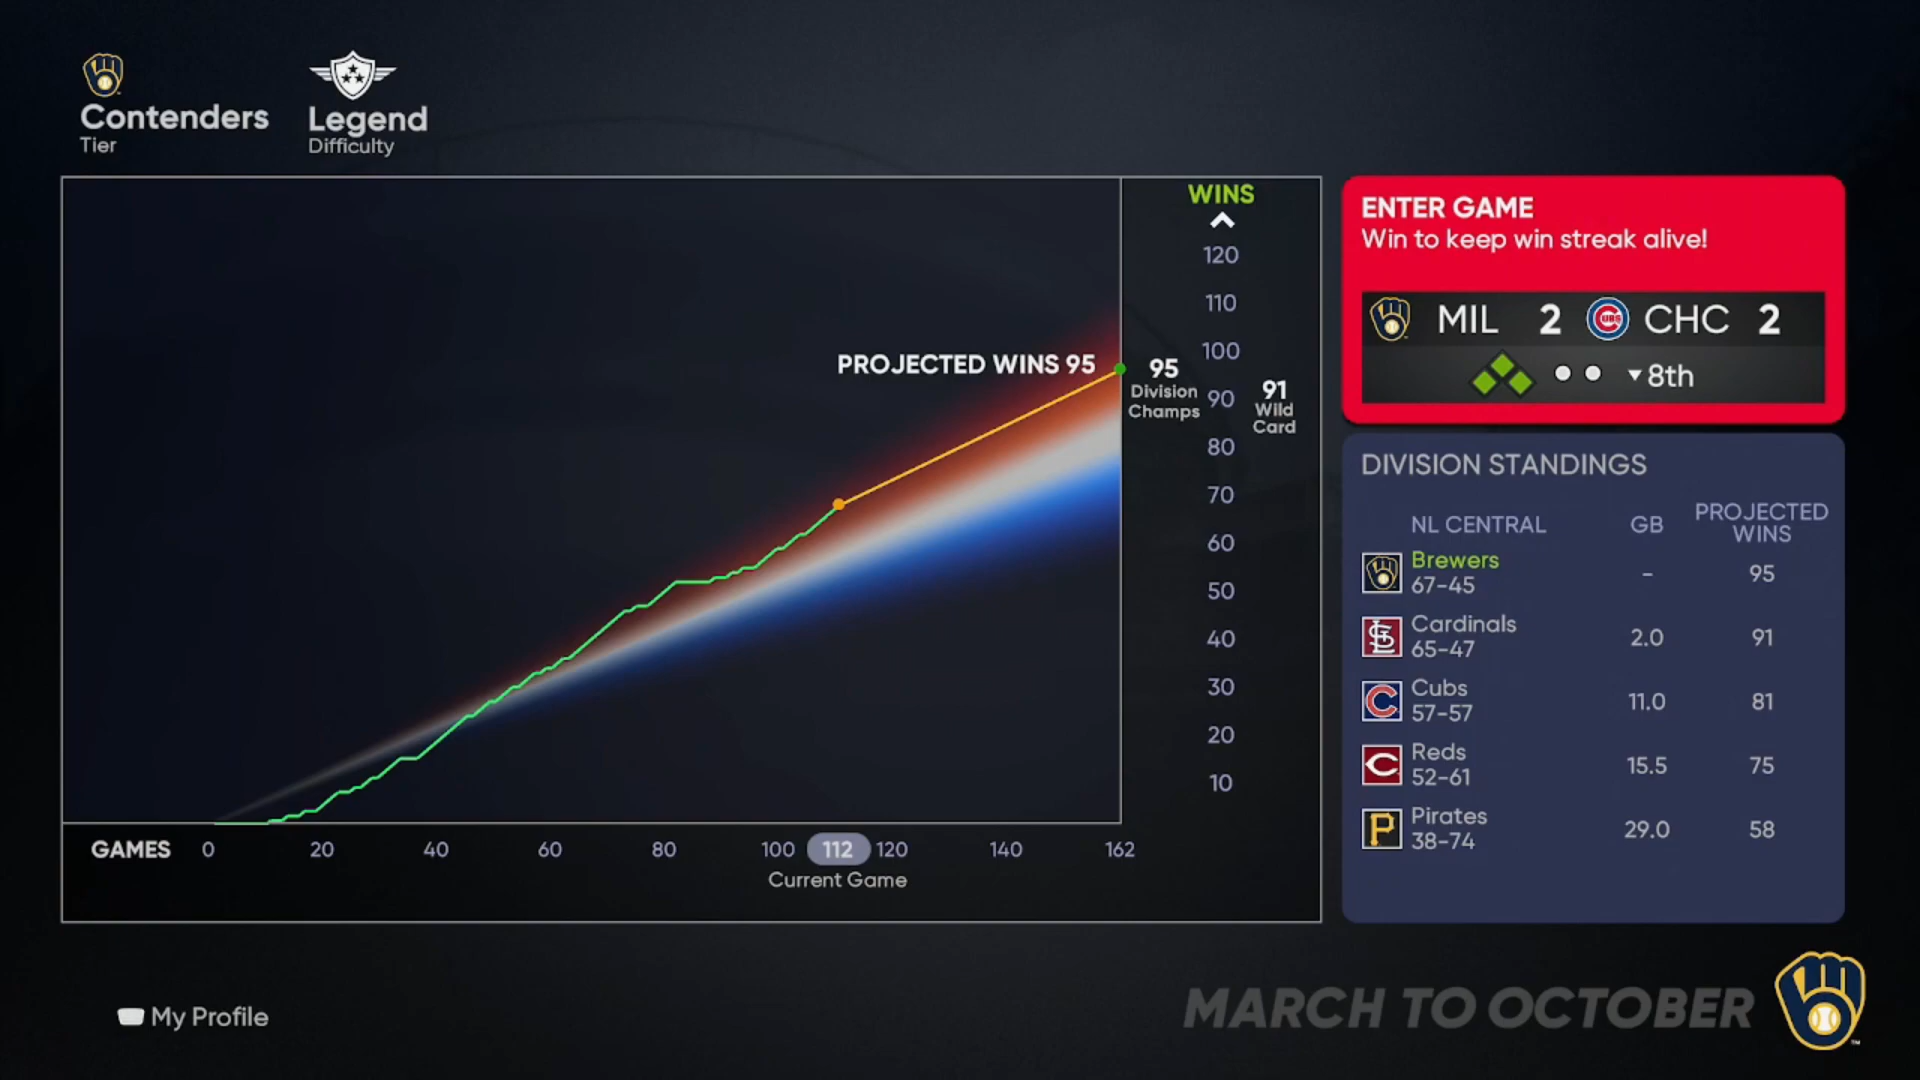 Contenders
Tier
Legend
Difficulty
WINS
120
110
100
90
80
70
60
50
40
30
20
10
PROJECTED WINS 95
95
Division
Champs
91
Wild
Card
GAMES 0 20 40 60 80 100 112 120 140 162
Current Game
ENTER GAME
Win to keep win streak alive!
MIL 2 CUBS CHC 2
8th
DIVISION STANDINGS
NL CENTRAL GB PROJECTED WINS
Brewers
67-45 - 95
Cardinals
65-47 2.0 91
Cubs
57-57 11.0 81
Reds
52-61 15.5 75
Pirates
38-74 29.0 58
My Profile
MARCH TO OCTOBER